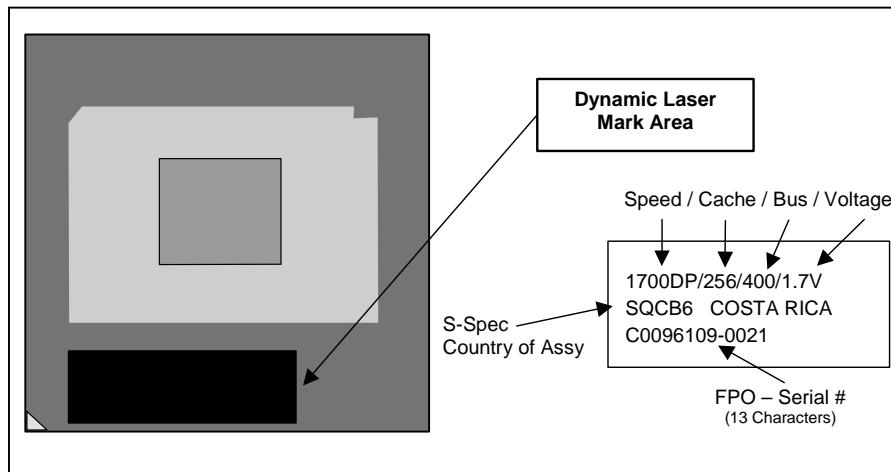 Dynamic Laser
Mark Area
Speed / Cache / Bus / Voltage
1700DP/256/400/1.7V
SQCB6 COSTA RICA
C0096109-0021
S-Spec
Country of Assy
FPO – Serial #
(13 Characters)